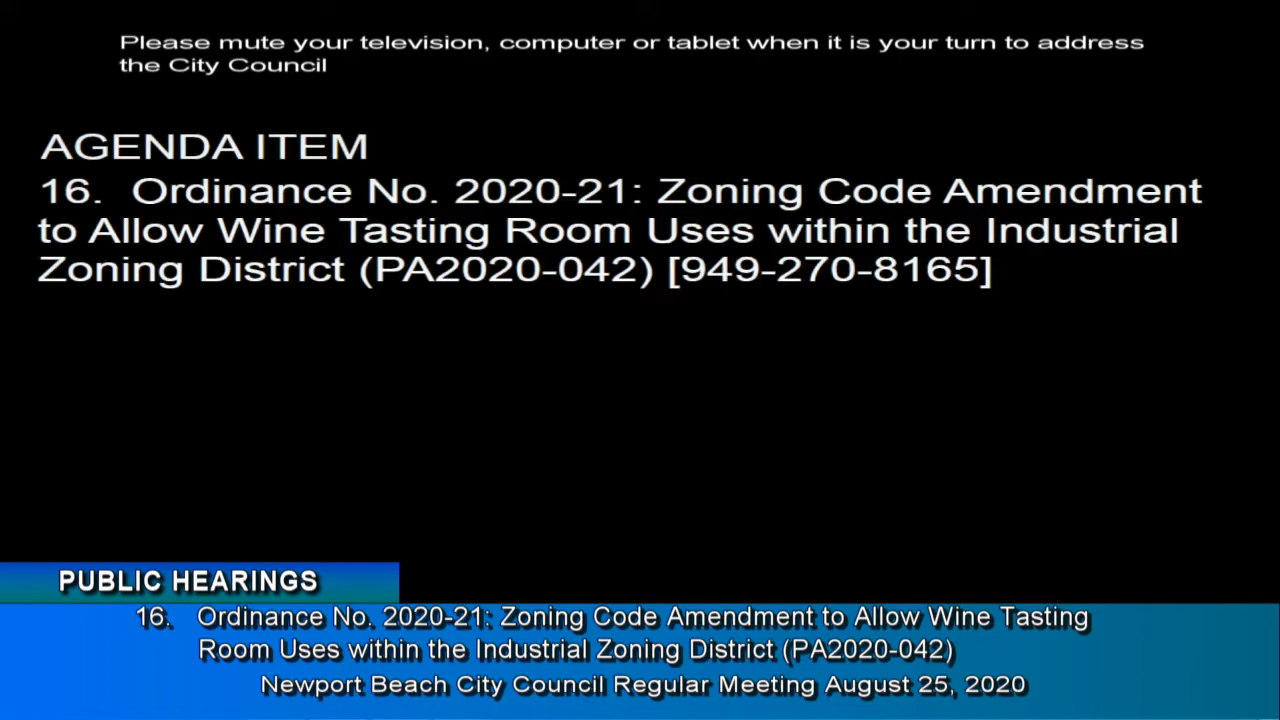 Please mute your television, computer or tablet when it is your turn to address
the City Council
AGENDA ITEM
16. Ordinance No. 2020-21: Zoning Code Amendment
to Allow Wine Tasting Room Uses within the Industrial
Zoning District (PA2020-042) [949-270-8165]
PUBLIC HEARINGS
16. Ordinance No. 2020-21: Zoning Code Amendment to Allow Wine Tasting
Room Uses within the Industrial Zoning District (PA2020-042)
Newport Beach City Council Regular Meeting August 25, 2020